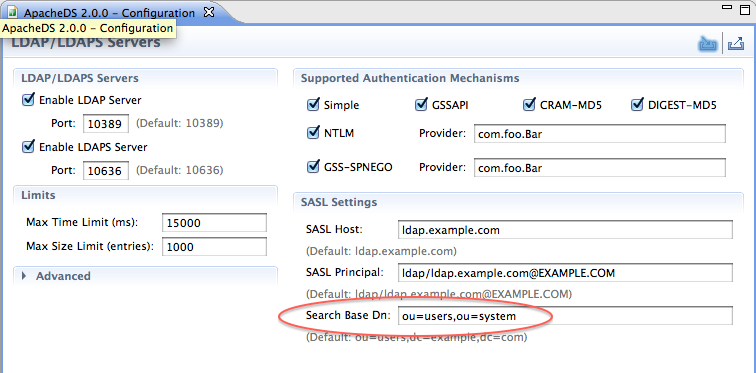 ApacheDS 2.0.0 - Configuration
ApacheDS 2.0.0 - Configuration
LDAP/LDAPS Servers
LDAP/LDAPS Servers
Enable LDAP Server
Port: 10389 (Default: 10389)
Enable LDAPS Server
Port: 10636 (Default: 10636)
Limits
Max Time Limit (ms): 15000
Max Size Limit (entries): 1000
Advanced
Supported Authentication Mechanisms
Simple GSSAPI CRAM-MD5 DIGEST-MD5
NTLM Provider: com.foo.Bar
GSS-SPNEGO Provider: com.foo.Bar
SASL Settings
SASL Host: ldap.example.com
(Default: ldap.example.com)
SASL Principal: ldap/ldap.example.com@EXAMPLE.COM
(Default: ldap/ldap.example.com@EXAMPLE.COM)
Search Base Dn: ou=users,ou=system
(Default: ou=users,dc=example,dc=com)